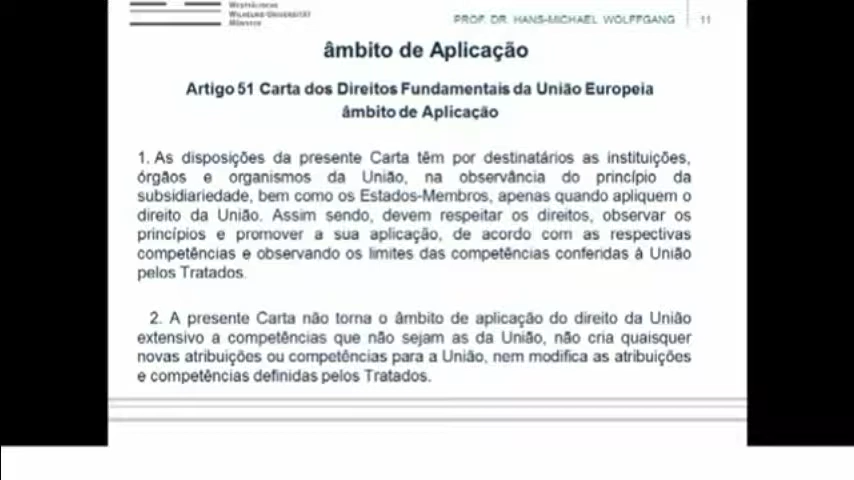 WESTFÄLISCHE
WILHELMS-UNIVERSITÄT
MÜNSTER
PROF. DR. HANS-MICHAEL WOLFFGANG 11
âmbito de Aplicação
Artigo 51 Carta dos Direitos Fundamentais da União Europeia
âmbito de Aplicação
1. As disposições da presente Carta têm por destinatários as instituições,
órgãos e organismos da União, na observância do princípio da
subsidiariedade, bem como os Estados-Membros, apenas quando apliquem o
direito da União. Assim sendo, devem respeitar os direitos, observar os
princípios e promover a sua aplicação, de acordo com as respectivas
competências e observando os limites das competências conferidas à União
pelos Tratados.
2. A presente Carta não torna o âmbito de aplicação do direito da União
extensivo a competências que não sejam as da União, não cria quaisquer
novas atribuições ou competências para a União, nem modifica as atribuições
e competências definidas pelos Tratados.